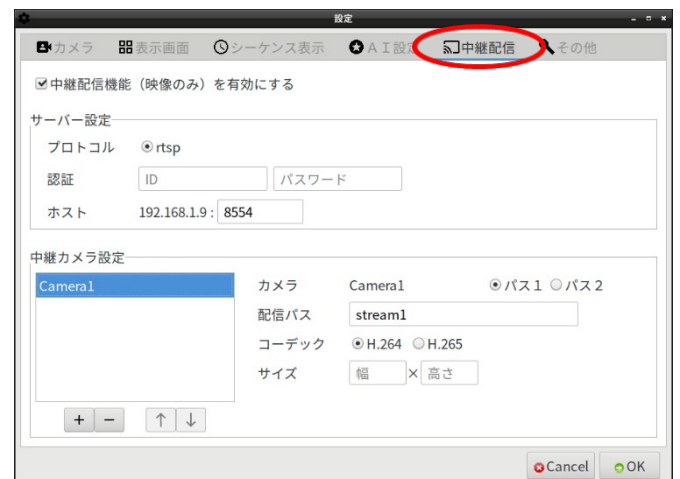 設定
カメラ 表示画面 シーケンス表示 ＡＩ設定 中継配信 その他
中継配信機能（映像のみ）を有効にする
サーバー設定
プロトコル rtsp
認証 ID パスワード
ホスト 192.168.1.9 : 8554
中継カメラ設定
Camera1 カメラ Camera1 パス１ パス２
配信パス stream1
コーデック H.264 H.265
サイズ 幅 × 高さ
+ − ↑ ↓
Cancel OK